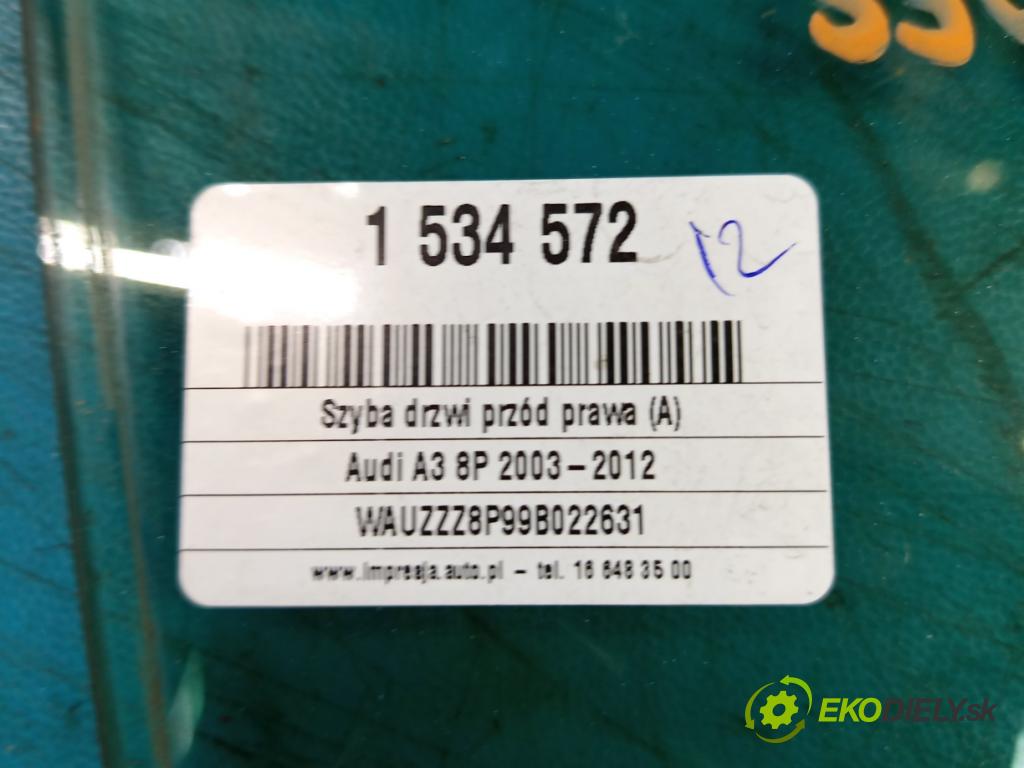 1 534 572
12
Szyba drzwi przód prawa (A)
Audi A3 8P 2003 – 2012
WAUZZZ8P99B022631
www.impresja.auto.pl – tel. 16 648 35 00
EKODIELY.sk